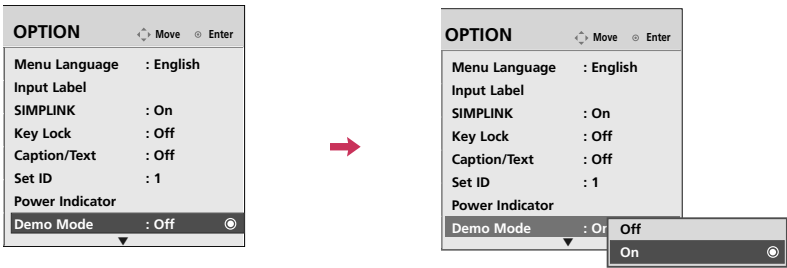 OPTION Move Enter
Menu Language : English
Input Label
SIMPLINK : On
Key Lock : Off
Caption/Text : Off
Set ID : 1
Power Indicator
Demo Mode : Off
OPTION Move Enter
Menu Language : English
Input Label
SIMPLINK : On
Key Lock : Off
Caption/Text : Off
Set ID : 1
Power Indicator
Demo Mode :
Off
On